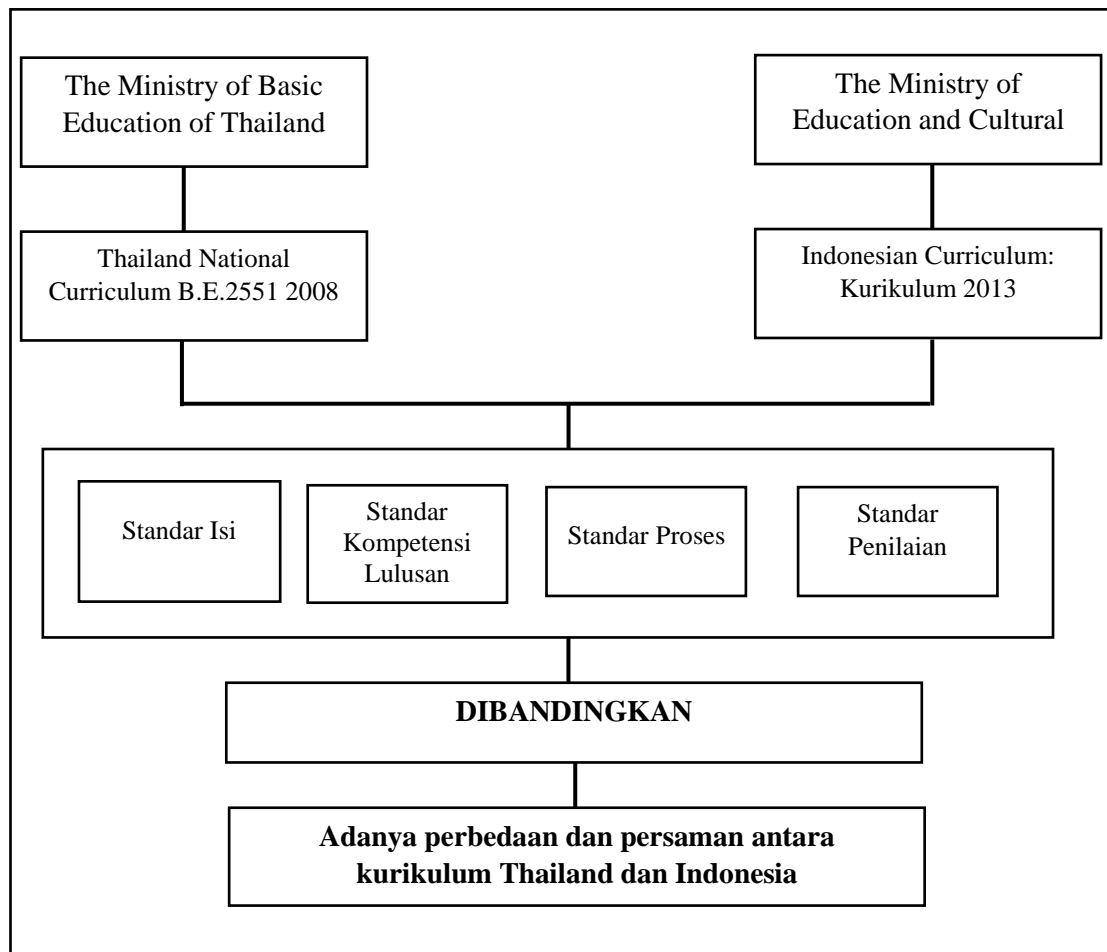 The Ministry of Basic
Education of Thailand
The Ministry of
Education and Cultural
Thailand National
Curriculum B.E.2551 2008
Indonesian Curriculum:
Kurikulum 2013
Standar Isi
Standar
Kompetensi
Lulusan
Standar Proses
Standar
Penilaian
DIBANDINGKAN
Adanya perbedaan dan persaman antara
kurikulum Thailand dan Indonesia